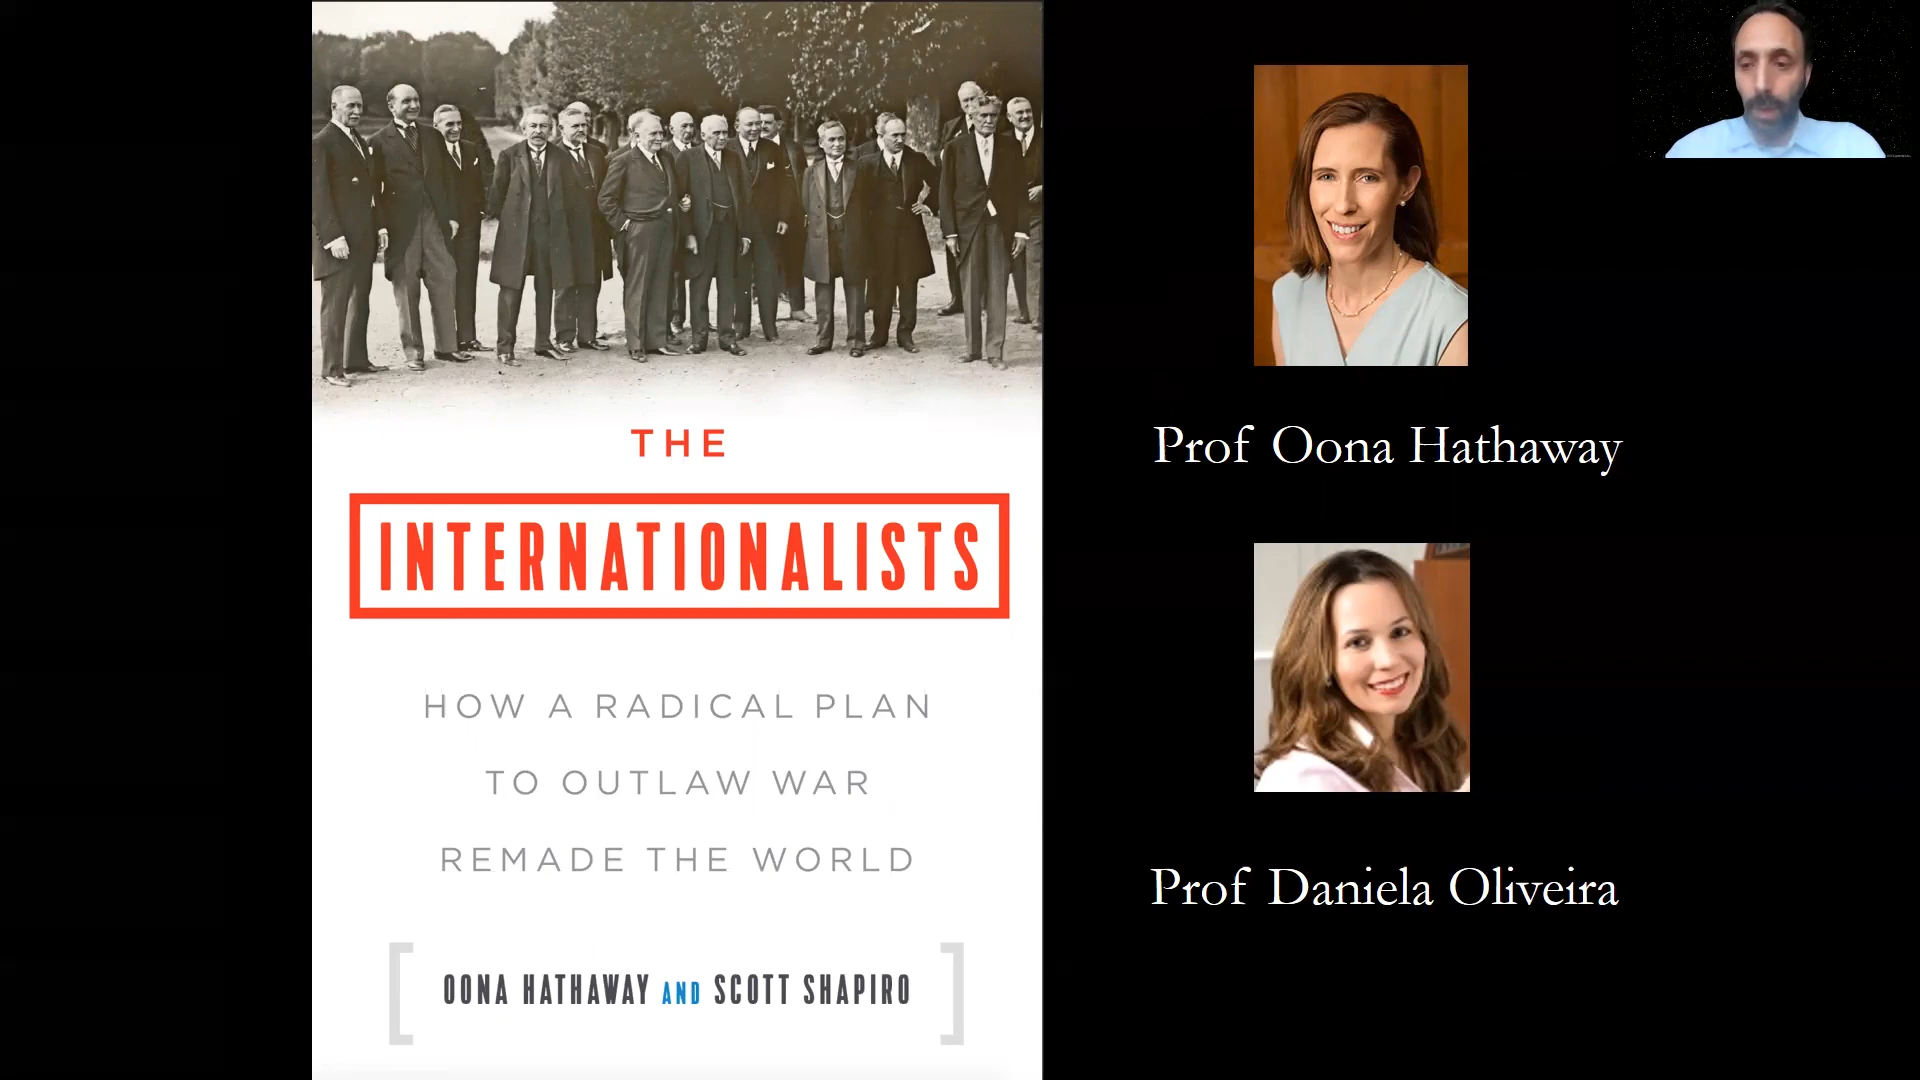 THE
INTERNATIONALISTS
HOW A RADICAL PLAN
TO OUTLAW WAR
REMADE THE WORLD
OONA HATHAWAY AND SCOTT SHAPIRO
Prof Oona Hathaway
Prof Daniela Oliveira